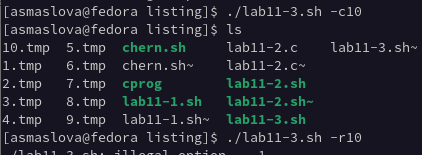 [asmaslova@fedora listing]$ ./lab11-3.sh -c10
[asmaslova@fedora listing]$ ls
10.tmp 5.tmp chern.sh lab11-2.c lab11-3.sh~
1.tmp 6.tmp chern.sh~ lab11-2.c~
2.tmp 7.tmp cprog lab11-2.sh
3.tmp 8.tmp lab11-1.sh lab11-2.sh~
4.tmp 9.tmp lab11-1.sh~ lab11-3.sh
[asmaslova@fedora listing]$ ./lab11-3.sh -r10
./lab11-3.sh: illegal option